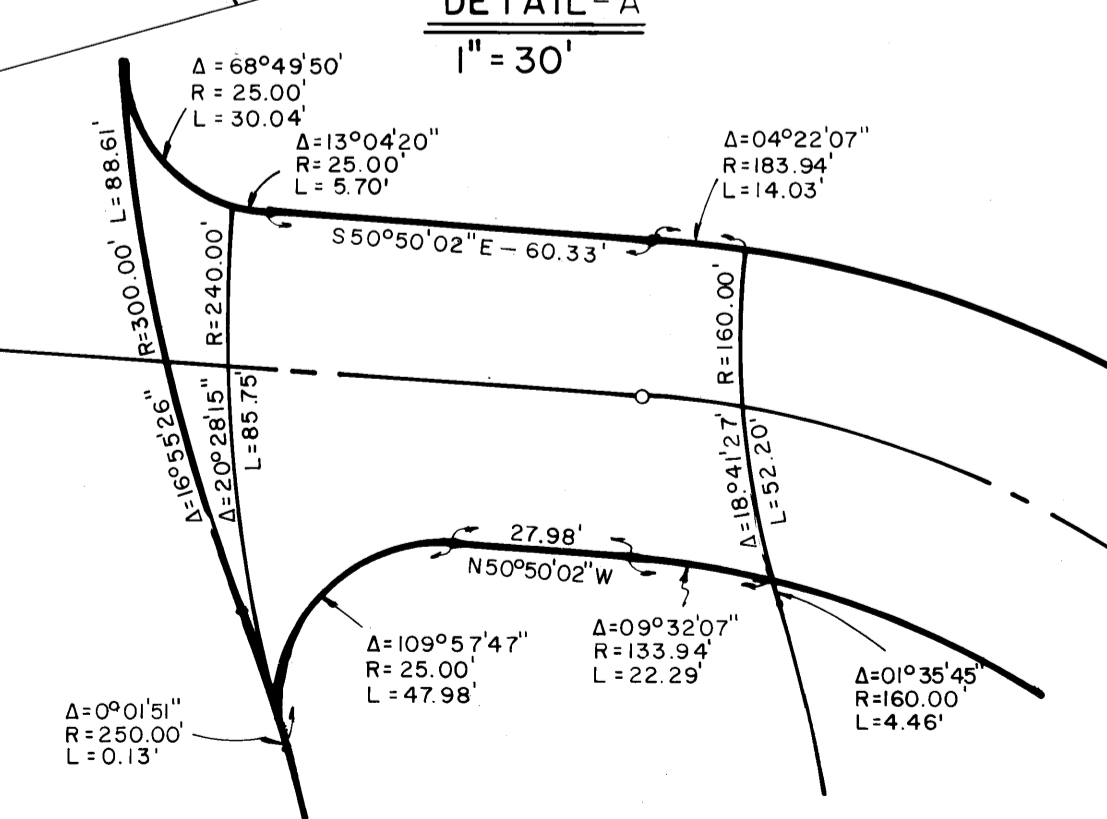 DETAIL-A
1"=30'
Δ=68°49'50'
R=25.00'
L=30.04'
Δ=13°04'20"
R=25.00'
L=5.70'
Δ=04°22'07"
R=183.94'
L=14.03'
S50°50'02"E-60.33'
R=300.00' L=88.61'
Δ=16°55'26"
R=240.00'
Δ=20°28'15"
L=85.75'
R=160.00'
Δ=18°41'27'
L=52.20'
27.98'
N50°50'02"W
Δ=109°57'47"
R=25.00'
L=47.98'
Δ=09°32'07"
R=133.94'
L=22.29'
Δ=01°35'45"
R=160.00'
L=4.46'
Δ=0°01'51"
R=250.00'
L=0.13'